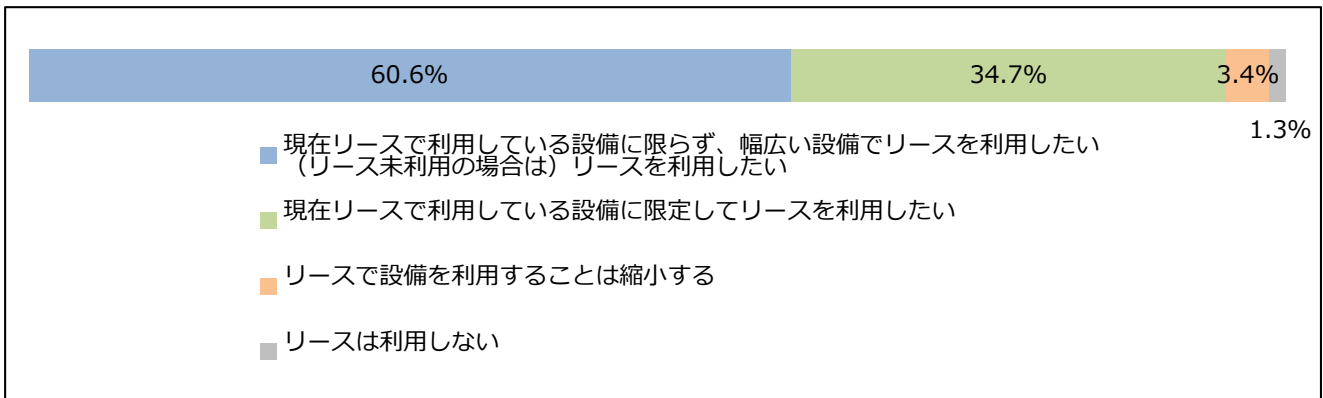 60.6%
34.7%
3.4%
1.3%
現在リースで利用している設備に限らず、幅広い設備でリースを利用したい
（リース未利用の場合は）リースを利用したい
現在リースで利用している設備に限定してリースを利用したい
リースで設備を利用することは縮小する
リースは利用しない